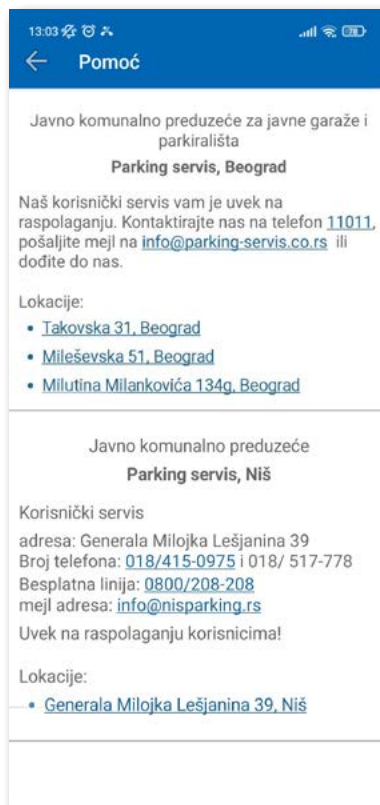 13:03
78
Pomoć
Javno komunalno preduzeće za javne garaže i
parkirališta
Parking servis, Beograd
Naš korisnički servis vam je uvek na
raspolaganju. Kontaktirajte nas na telefon 11011,
pošaljite mejl na info@parking-servis.co.rs ili
dođite do nas.
Lokacije:
• Takovska 31, Beograd
• Mileševska 51, Beograd
• Milutina Milankovića 134g, Beograd
Javno komunalno preduzeće
Parking servis, Niš
Korisnički servis
adresa: Generala Milojka Lešjanina 39
Broj telefona: 018/415-0975 i 018/ 517-778
Besplatna linija: 0800/208-208
mejl adresa: info@nisparking.rs
Uvek na raspolaganju korisnicima!
Lokacije:
• Generala Milojka Lešjanina 39, Niš